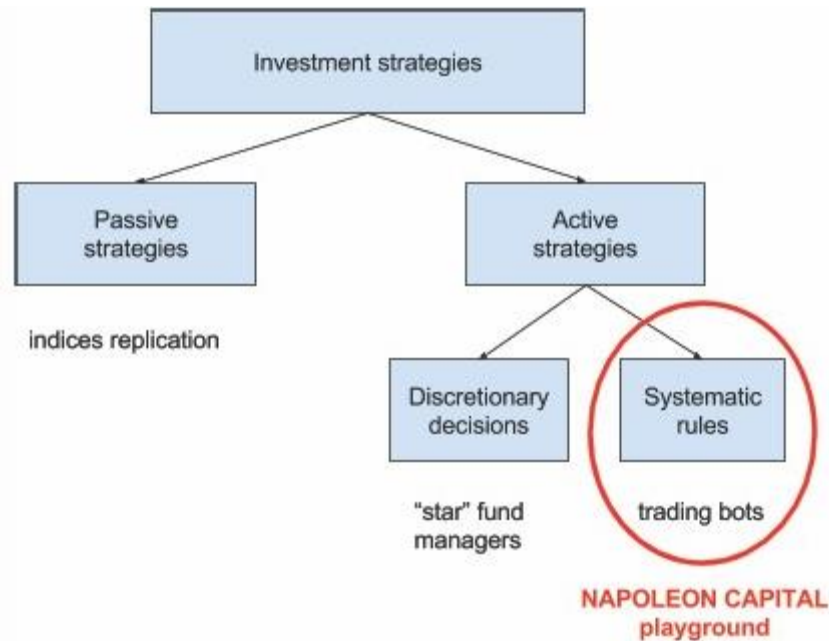 Investment strategies
Passive
strategies
Active
strategies
indices replication
Discretionary
decisions
Systematic
rules
“star” fund
managers
trading bots
NAPOLEON CAPITAL
playground